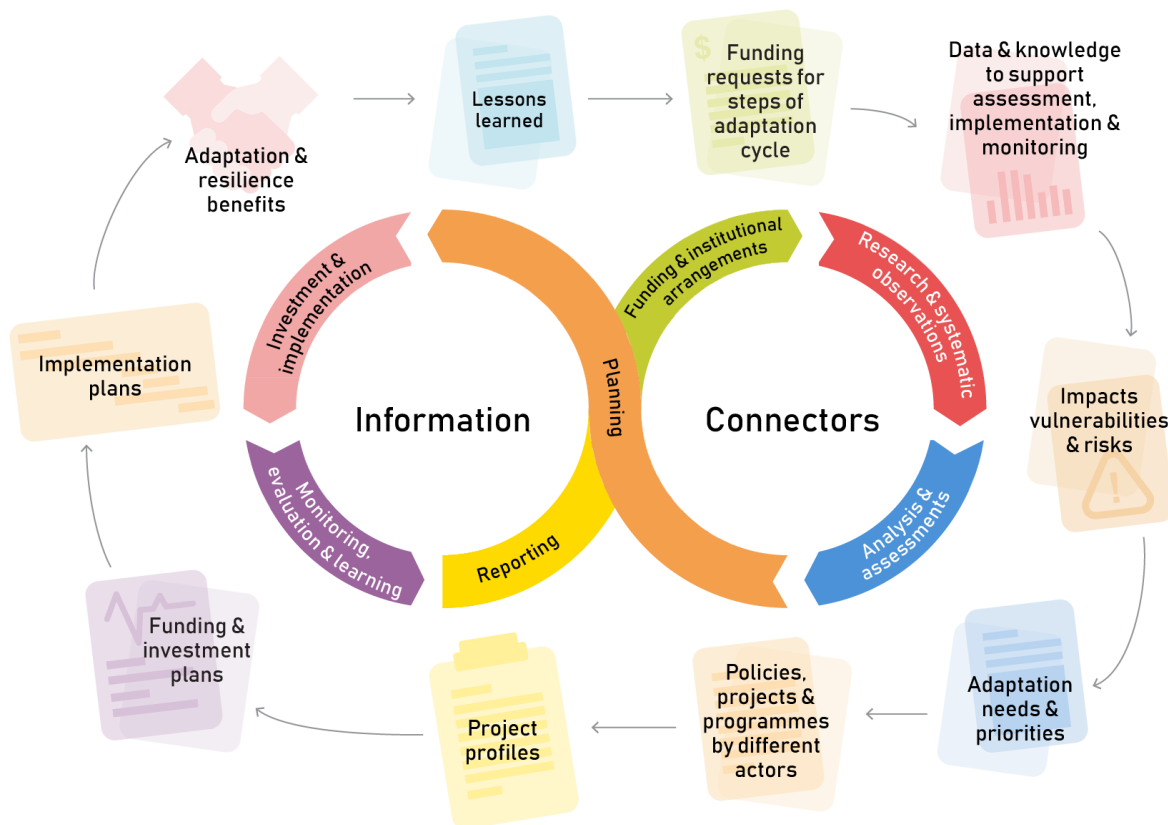 Lessons
learned
$
Funding
requests for
steps of
adaptation
cycle
Data & knowledge
to support
assessment,
implementation &
monitoring
Adaptation &
resilience
benefits
Investment &
implementation
Funding & institutional
arrangements
Research & systematic
observations
Implementation
plans
Planning
Information
Connectors
Impacts
vulnerabilities
& risks
Monitoring,
evaluation & learning
Reporting
Analysis &
assessments
Funding &
investment
plans
Project
profiles
Policies,
projects &
programmes
by different
actors
Adaptation
needs &
priorities
!